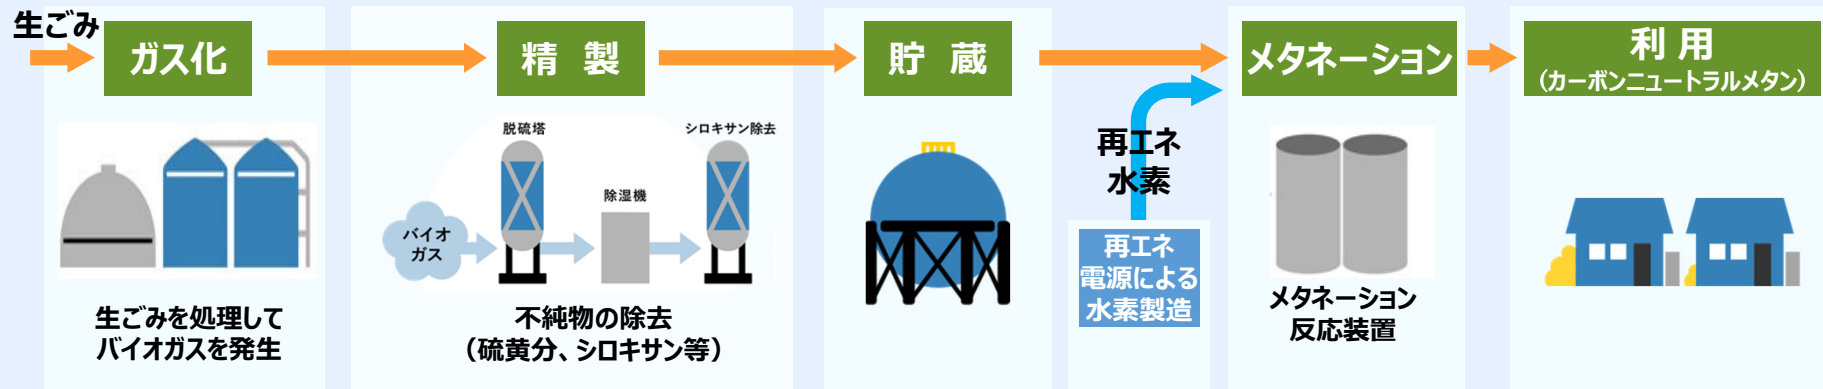 生ごみ
ガス化
精 製
貯 蔵
メタネーション
利 用
（カーボンニュートラルメタン）
脱硫塔
シロキサン除去
除湿機
バイオ
ガス
再エネ
水素
再エネ
電源による
水素製造
生ごみを処理して
バイオガスを発生
不純物の除去
（硫黄分、シロキサン等）
メタネーション
反応装置